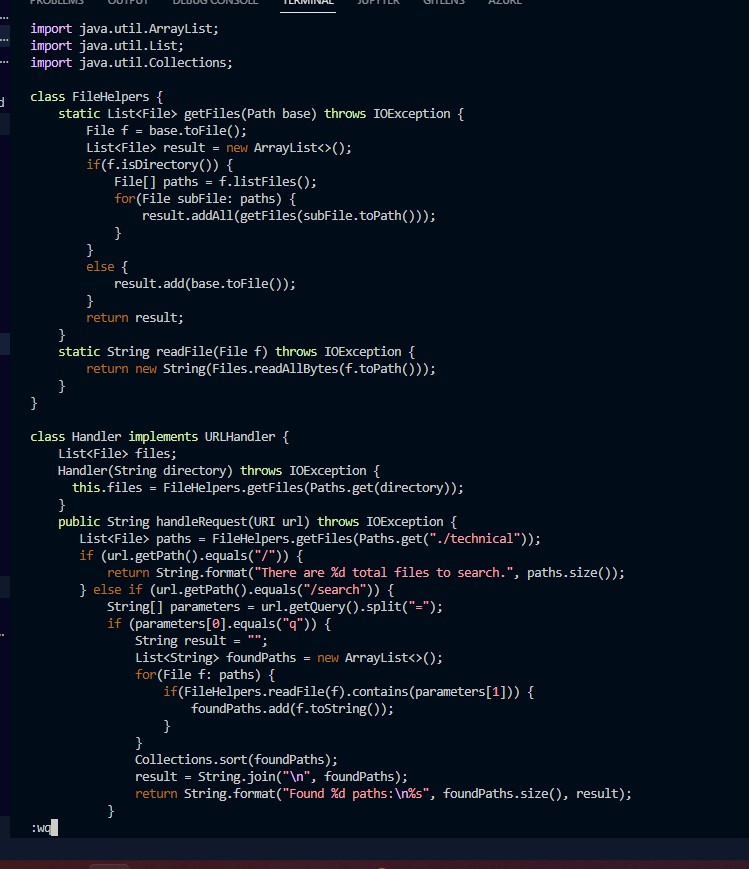 PROBLEMS OUTPUT DEBUG CONSOLE TERMINAL JUPYTER GITLENS AZURE
import java.util.ArrayList;
import java.util.List;
import java.util.Collections;
class FileHelpers {
    static List<File> getFiles(Path base) throws IOException {
        File f = base.toFile();
        List<File> result = new ArrayList<>();
        if(f.isDirectory()) {
            File[] paths = f.listFiles();
            for(File subFile: paths) {
                result.addAll(getFiles(subFile.toPath()));
            }
        }
        else {
            result.add(base.toFile());
        }
        return result;
    }
    static String readFile(File f) throws IOException {
        return new String(Files.readAllBytes(f.toPath()));
    }
}
class Handler implements URLHandler {
    List<File> files;
    Handler(String directory) throws IOException {
      this.files = FileHelpers.getFiles(Paths.get(directory));
    }
    public String handleRequest(URI url) throws IOException {
       List<File> paths = FileHelpers.getFiles(Paths.get("./technical"));
       if (url.getPath().equals("/")) {
           return String.format("There are %d total files to search.", paths.size());
       } else if (url.getPath().equals("/search")) {
           String[] parameters = url.getQuery().split("=");
           if (parameters[0].equals("q")) {
               String result = "";
               List<String> foundPaths = new ArrayList<>();
               for(File f: paths) {
                   if(FileHelpers.readFile(f).contains(parameters[1])) {
                       foundPaths.add(f.toString());
                   }
               }
               Collections.sort(foundPaths);
               result = String.join("\n", foundPaths);
               return String.format("Found %d paths:\n%s", foundPaths.size(), result);
           }
:wq